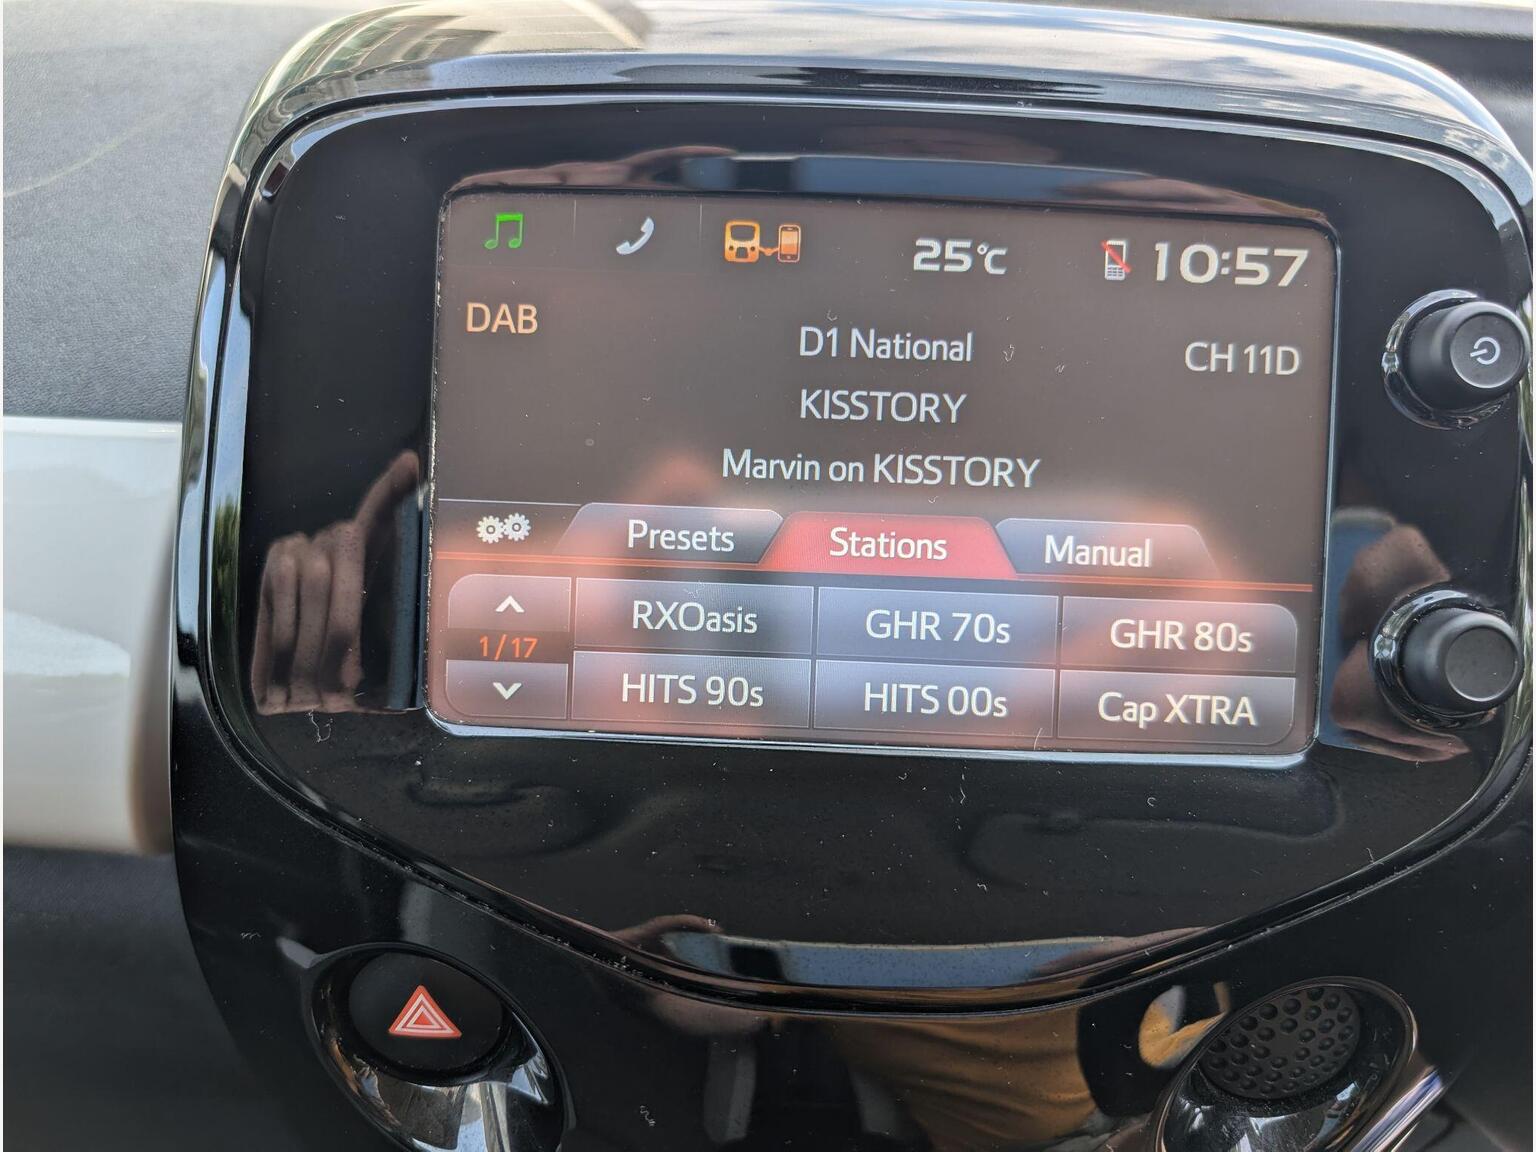 25°C 10:57
DAB
D1 National
CH 11D
KISSTORY
Marvin on KISSTORY
Presets Stations Manual
RXOasis GHR 70s GHR 80s
1/17
HITS 90s HITS 00s Cap XTRA